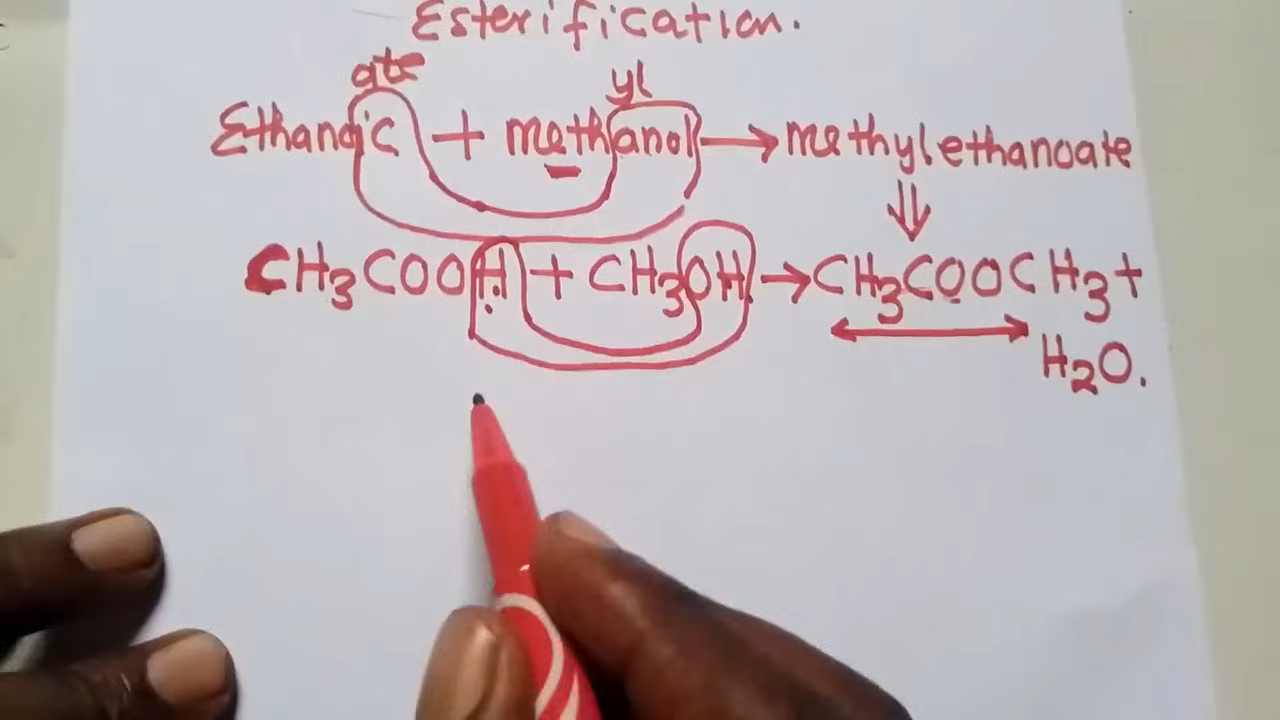 Esterification.
ate yl
Ethanoic + methanol → methylethanoate
⇓
CH3COOH + CH3OH → CH3COOCH3 +
H2O.